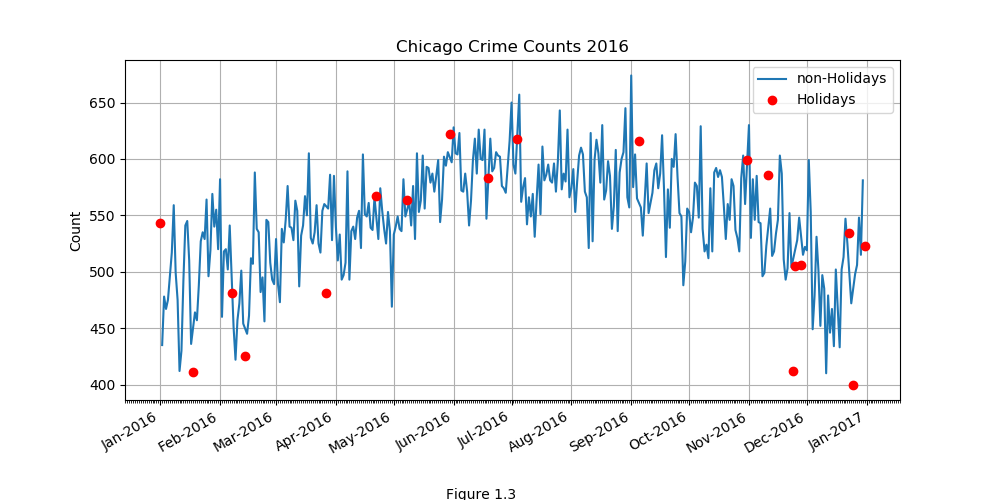 Chicago Crime Counts 2016
non-Holidays
Holidays
Count
650
600
550
500
450
400
Jan-2016
Feb-2016
Mar-2016
Apr-2016
May-2016
Jun-2016
Jul-2016
Aug-2016
Sep-2016
Oct-2016
Nov-2016
Dec-2016
Jan-2017
Figure 1.3